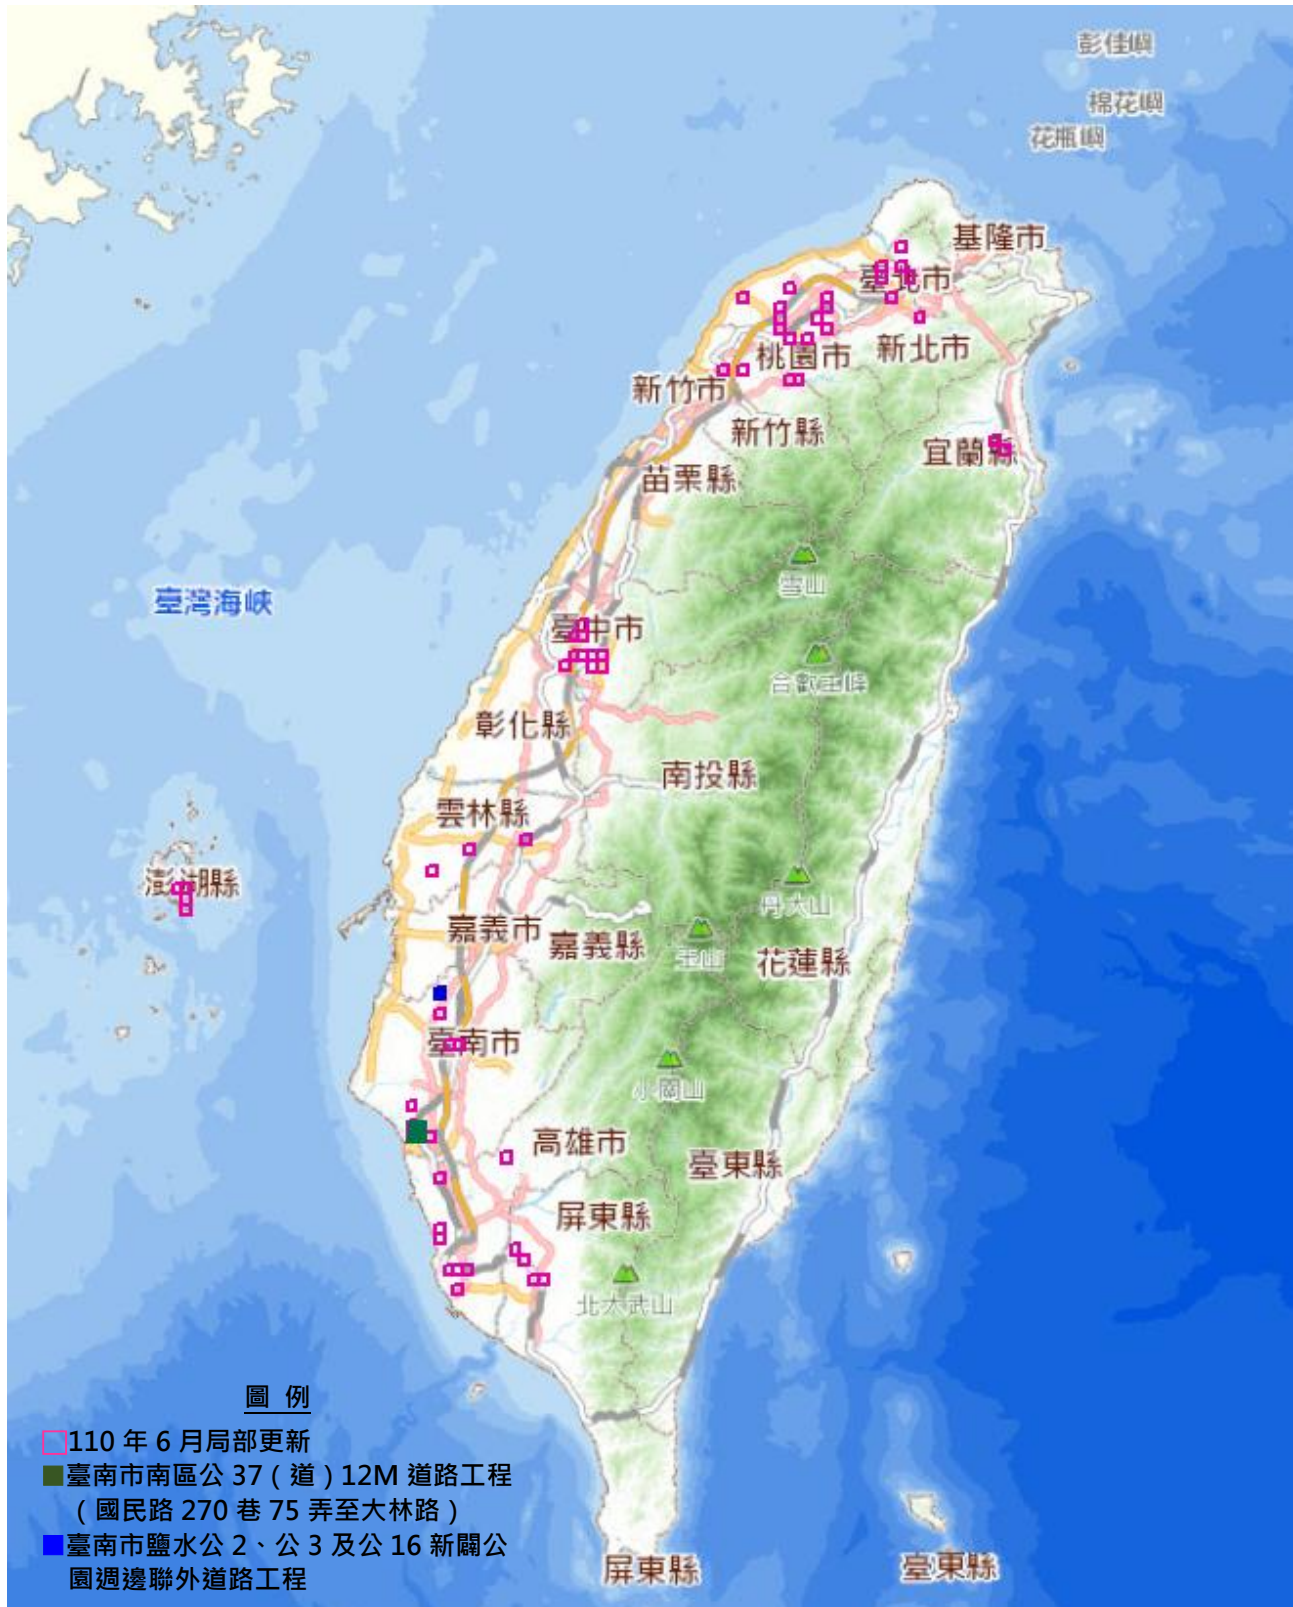 彭佳嶼
棉花嶼
花瓶嶼
基隆市
臺北市
新北市
桃園市
新竹市
新竹縣
宜蘭縣
苗栗縣
雪山
臺灣海峽
臺中市
合歡主峰
彰化縣
南投縣
雲林縣
澎湖縣
丹大山
嘉義市
嘉義縣
玉山
花蓮縣
臺南市
小關山
高雄市
臺東縣
屏東縣
北大武山
圖 例
110 年 6 月局部更新
臺南市南區公 37 ( 道 ) 12M 道路工程
( 國民路 270 巷 75 弄至大林路 )
臺南市鹽水公 2、公 3 及公 16 新闢公
園週邊聯外道路工程
屏東縣
臺東縣